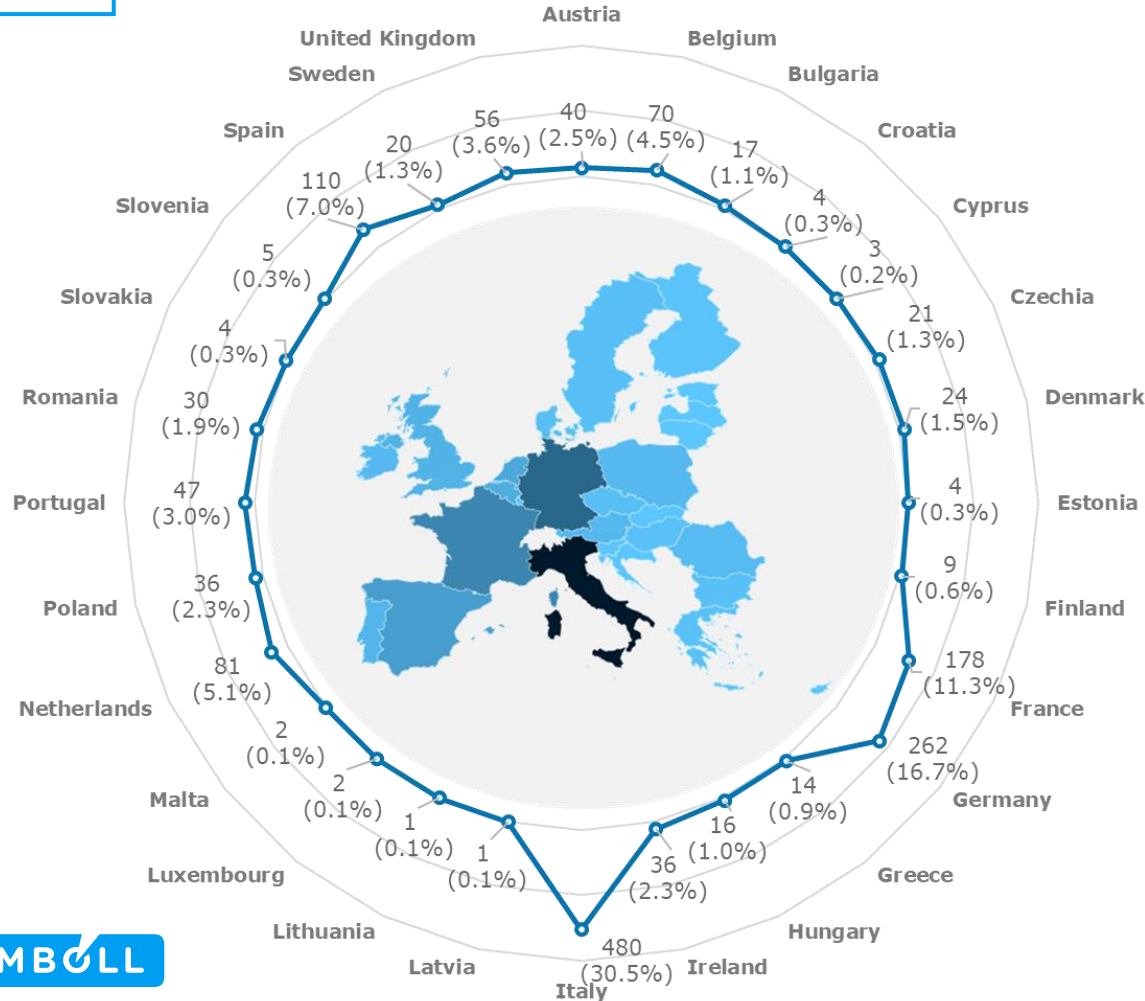 Austria
40
(2.5%)
Belgium
70
(4.5%)
Bulgaria
17
(1.1%)
Croatia
4
(0.3%)
Cyprus
3
(0.2%)
Czechia
21
(1.3%)
Denmark
24
(1.5%)
Estonia
4
(0.3%)
Finland
9
(0.6%)
France
178
(11.3%)
Germany
262
(16.7%)
Greece
14
(0.9%)
Hungary
16
(1.0%)
Ireland
36
(2.3%)
Italy
480
(30.5%)
Latvia
1
(0.1%)
Lithuania
1
(0.1%)
Luxembourg
2
(0.1%)
Malta
2
(0.1%)
Netherlands
81
(5.1%)
Poland
36
(2.3%)
Portugal
47
(3.0%)
Romania
30
(1.9%)
Slovakia
4
(0.3%)
Slovenia
5
(0.3%)
Spain
110
(7.0%)
Sweden
20
(1.3%)
United Kingdom
56
(3.6%)
MBOLL